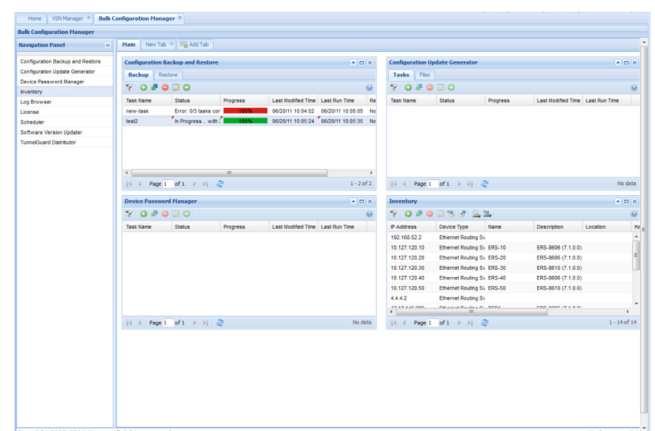 Home VSN Manager Bulk Configuration Manager
Bulk Configuration Manager
Navigation Panel
Configuration Backup and Restore
Configuration Update Generator
Device Password Manager
Inventory
Log Browser
License
Scheduler
Software Version Updater
TunnelGuard Distributor
Main New Tab Add Tab
Configuration Backup and Restore
Backup Restore
Task Name Status Progress Last Modified Time Last Run Time Re
new-task Error: 0/3 tasks cor 100% 06/20/11 10:04:02 06/20/11 10:05:05 No
test2 In Progress... with 100% 06/20/11 10:05:24 06/20/11 10:05:35 No
Page 1 of 1 1 - 2 of 2
Configuration Update Generator
Tasks Files
Task Name Status Progress Last Modified Time Last Run Time
Page 1 of 1 No data
Device Password Manager
Task Name Status Progress Last Modified Time Last Run Time
Page 1 of 1 No data
Inventory
IP Address Device Type Name Description Location Re
192.168.52.2 Ethernet Routing Sv
10.127.120.10 Ethernet Routing Sv ERS-10 ERS-8606 (7.1.0.0)
10.127.120.20 Ethernet Routing Sv ERS-20 ERS-8606 (7.1.0.0)
10.127.120.30 Ethernet Routing Sv ERS-30 ERS-8610 (7.1.0.0)
10.127.120.40 Ethernet Routing Sv ERS-40 ERS-8606 (7.1.0.0)
10.127.120.50 Ethernet Routing Sv ERS-50 ERS-8010 (7.1.0.0)
4.4.4.2 Ethernet Routing Sv
Page 1 of 1 1 - 14 of 14